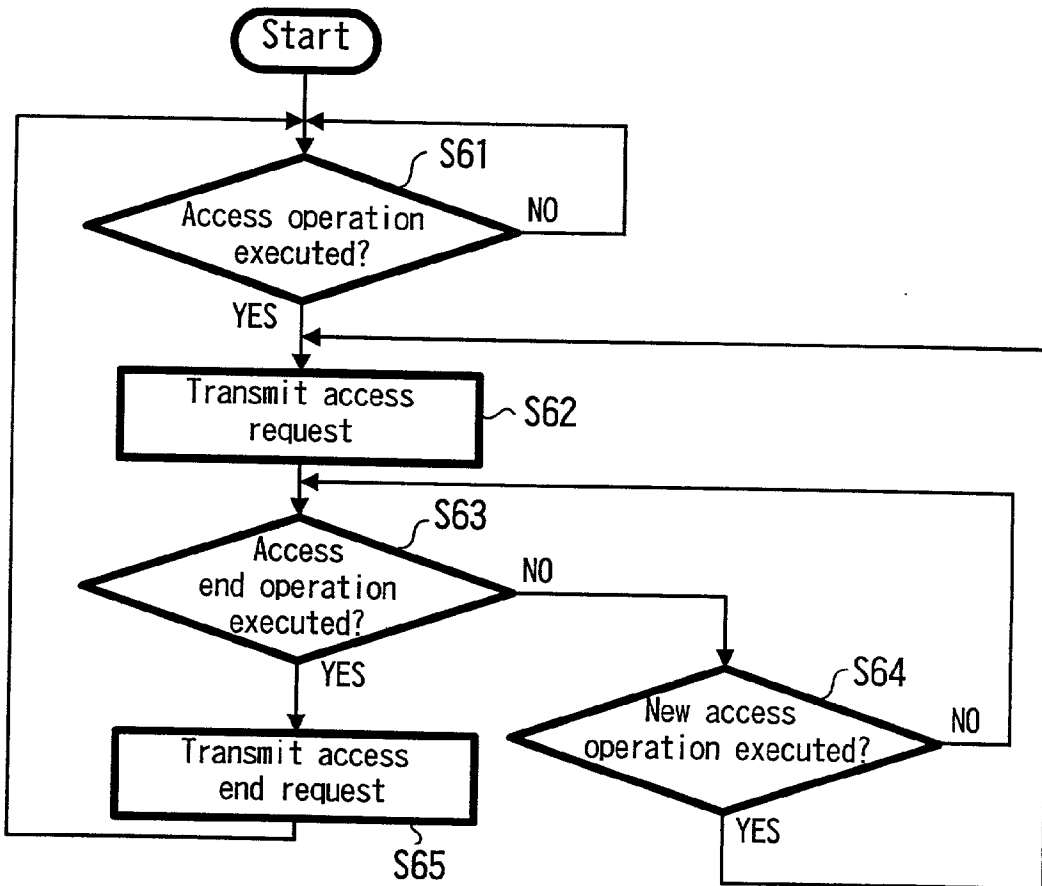 Start
S61
Access operation
executed?
NO
YES
Transmit access
request
S62
S63
Access
end operation
executed?
NO
YES
S64
New access
operation executed?
NO
YES
Transmit access
end request
S65